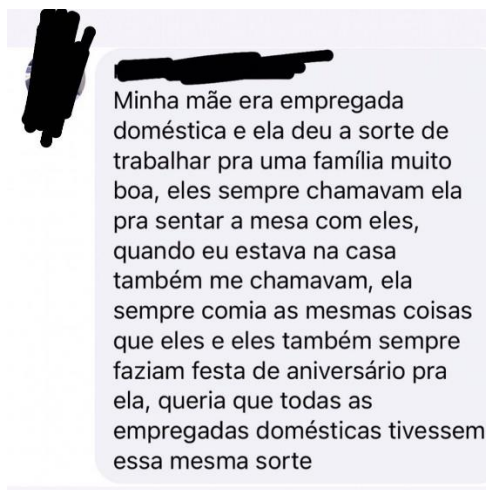 Minha mãe era empregada
doméstica e ela deu a sorte de
trabalhar pra uma família muito
boa, eles sempre chamavam ela
pra sentar a mesa com eles,
quando eu estava na casa
também me chamavam, ela
sempre comia as mesmas coisas
que eles e eles também sempre
faziam festa de aniversário pra
ela, queria que todas as
empregadas domésticas tivessem
essa mesma sorte